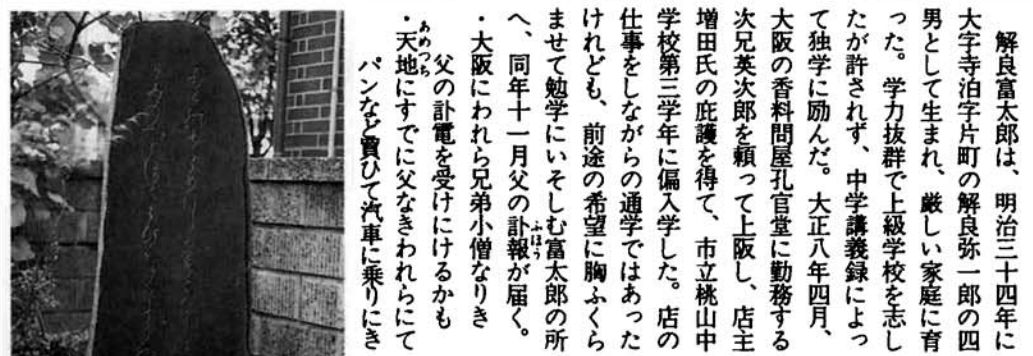 解良富太郎は、明治三十四年に
大字寺泊字片町の解良弥一郎の四
男として生まれ、厳しい家庭に育
った。学力抜群で上級学校を志し
たが許されず、中学講義録によっ
て独学に励んだ。大正八年四月、
大阪の香料問屋孔官堂に勤務する
次兄英次郎を頼って上阪し、店主
増田氏の庇護を得て、市立桃山中
学校第三学年に偏入学した。店の
仕事をしながらの通学ではあった
けれども、前途の希望に胸ふくら
ませて勉学にいそしむ富太郎の所
へ、同年十一月父の訃報が届く。
ふほう
・大阪にわれら兄弟小僧なりき
父の訃電を受けにけるかも
・天地にすでに父なきわれらにて
あめつち
パンなど買ひて汽車に乗りにき